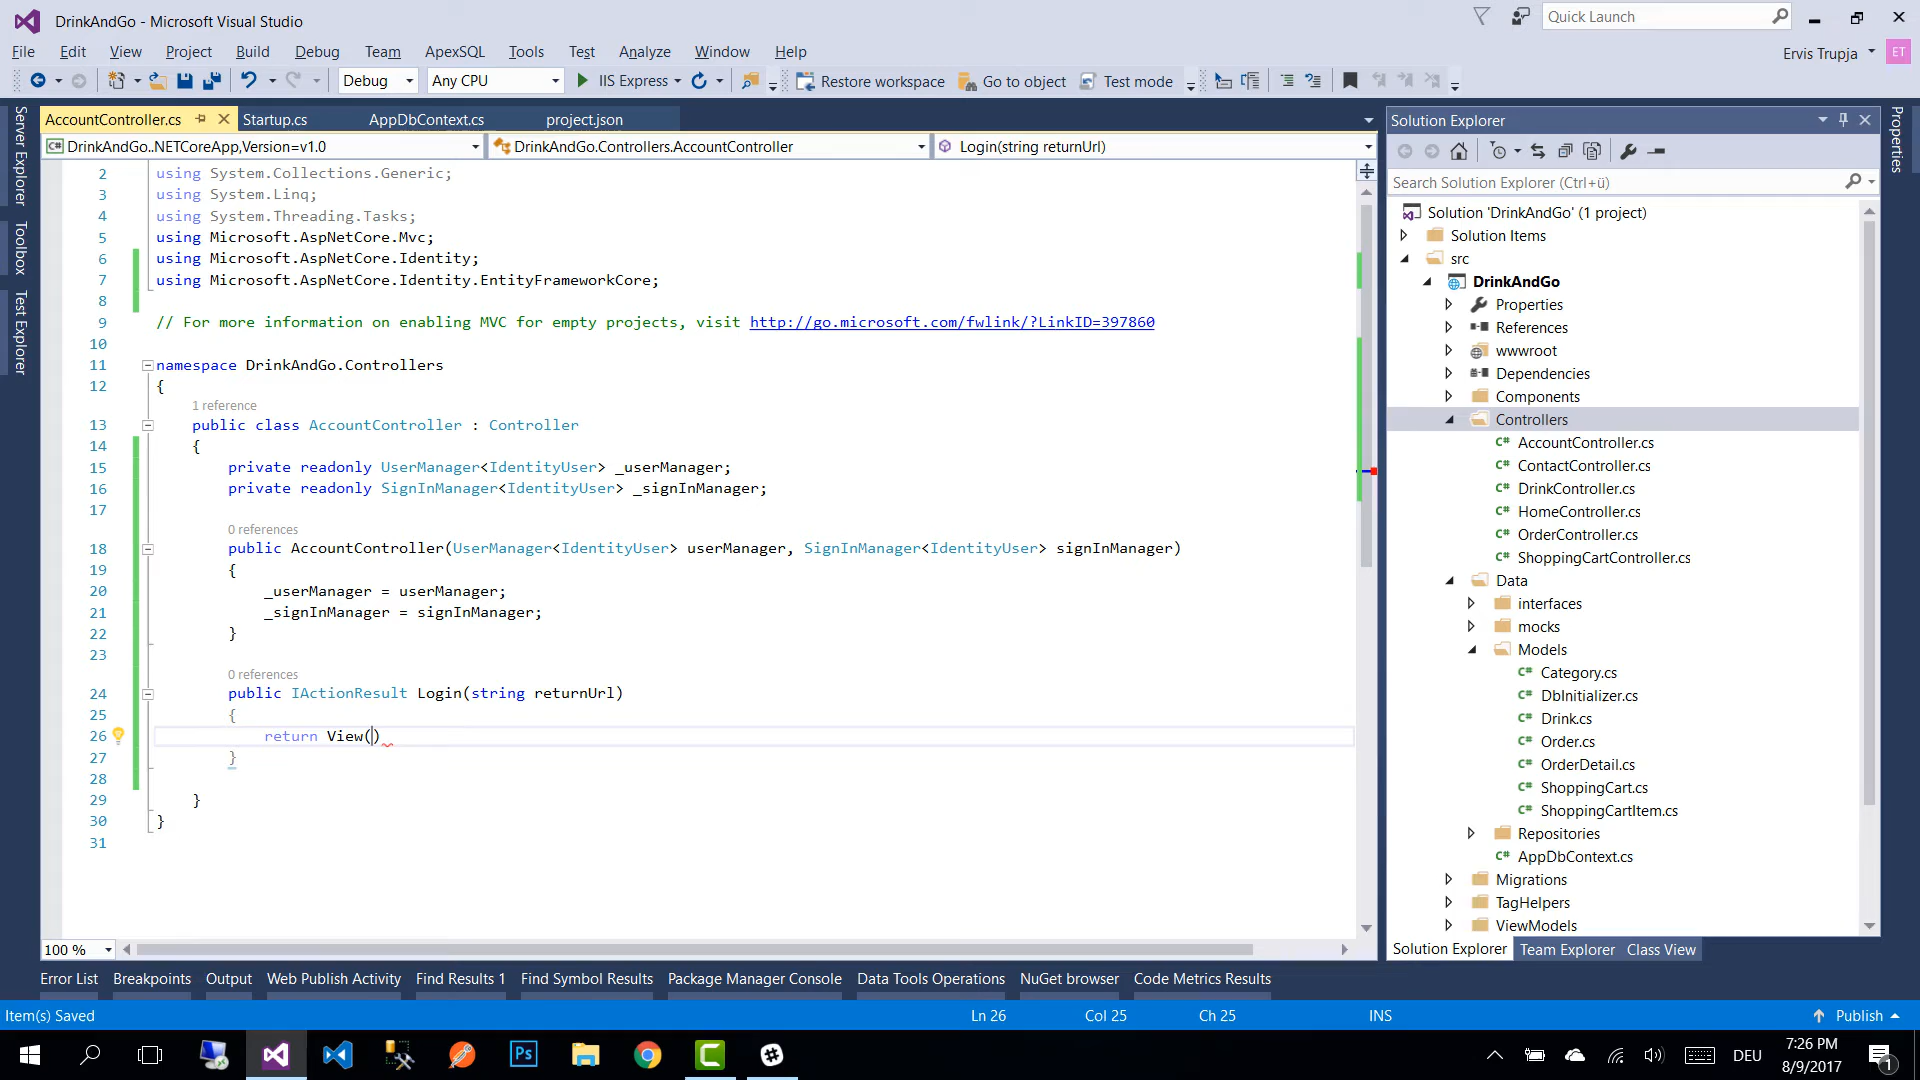 DrinkAndGo - Microsoft Visual Studio
Quick Launch
File Edit View Project Build Debug Team ApexSQL Tools Test Analyze Window Help
Ervis Trupja ET
Debug Any CPU IIS Express Restore workspace Go to object Test mode
Server Explorer
Toolbox
Test Explorer
AccountController.cs Startup.cs AppDbContext.cs project.json
DrinkAndGo..NETCoreApp,Version=v1.0 DrinkAndGo.Controllers.AccountController Login(string returnUrl)
2 using System.Collections.Generic;
3 using System.Linq;
4 using System.Threading.Tasks;
5 using Microsoft.AspNetCore.Mvc;
6 using Microsoft.AspNetCore.Identity;
7 using Microsoft.AspNetCore.Identity.EntityFrameworkCore;
8
9 // For more information on enabling MVC for empty projects, visit http://go.microsoft.com/fwlink/?LinkID=397860
10
11 namespace DrinkAndGo.Controllers
12 {
1 reference
13 public class AccountController : Controller
14 {
15 private readonly UserManager<IdentityUser> _userManager;
16 private readonly SignInManager<IdentityUser> _signInManager;
17
0 references
18 public AccountController(UserManager<IdentityUser> userManager, SignInManager<IdentityUser> signInManager)
19 {
20 _userManager = userManager;
21 _signInManager = signInManager;
22 }
23
0 references
24 public IActionResult Login(string returnUrl)
25 {
26 return View()
27 }
28
29 }
30 }
31
100 %
Solution Explorer
Search Solution Explorer (Ctrl+ü)
Solution 'DrinkAndGo' (1 project)
Solution Items
src
DrinkAndGo
Properties
References
wwwroot
Dependencies
Components
Controllers
AccountController.cs
ContactController.cs
DrinkController.cs
HomeController.cs
OrderController.cs
ShoppingCartController.cs
Data
interfaces
mocks
Models
Category.cs
DbInitializer.cs
Drink.cs
Order.cs
OrderDetail.cs
ShoppingCart.cs
ShoppingCartItem.cs
Repositories
AppDbContext.cs
Migrations
TagHelpers
ViewModels
Solution Explorer Team Explorer Class View
Properties
Error List Breakpoints Output Web Publish Activity Find Results 1 Find Symbol Results Package Manager Console Data Tools Operations NuGet browser Code Metrics Results
Item(s) Saved Ln 26 Col 25 Ch 25 INS Publish
Ps DEU 7:26 PM
8/9/2017 1